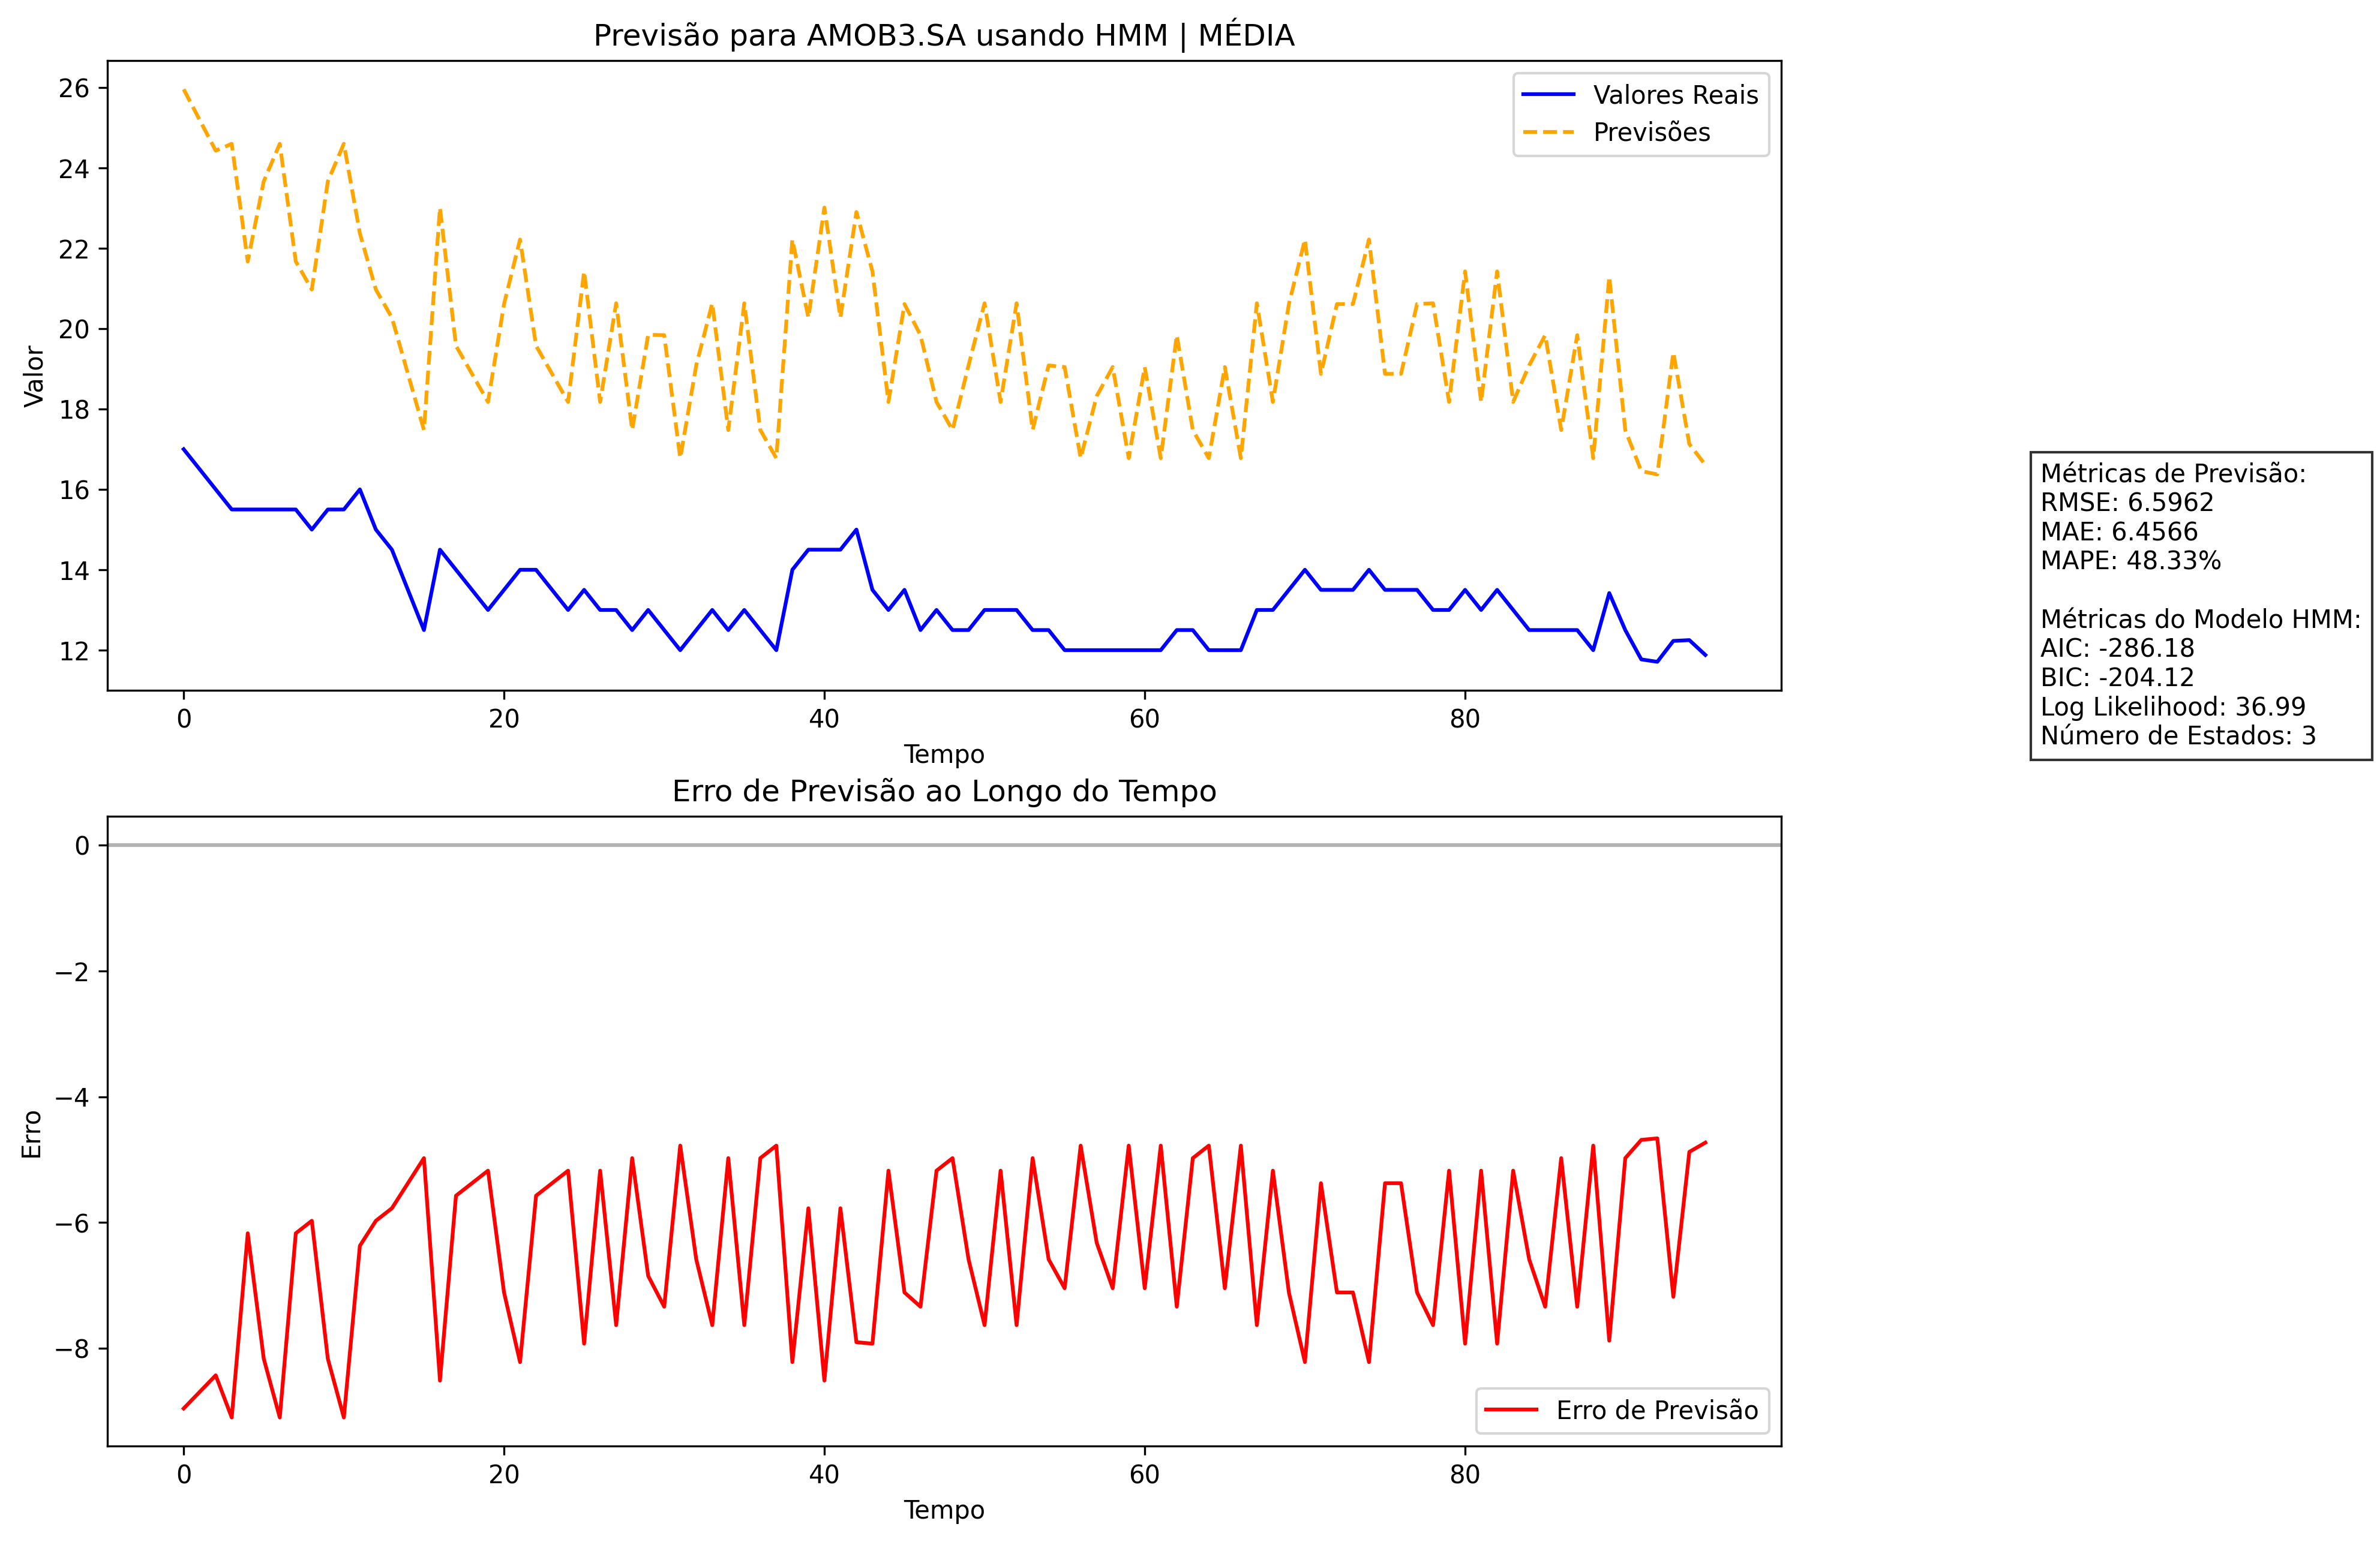 Previsão para AMOB3.SA usando HMM | MÉDIA
Valor
26
24
22
20
18
16
14
12
Valores Reais
Previsões
0 20 40 60 80
Tempo
Métricas de Previsão:
RMSE: 6.5962
MAE: 6.4566
MAPE: 48.33%
Métricas do Modelo HMM:
AIC: -286.18
BIC: -204.12
Log Likelihood: 36.99
Número de Estados: 3
Erro de Previsão ao Longo do Tempo
Erro
0
−2
−4
−6
−8
Erro de Previsão
0 20 40 60 80
Tempo